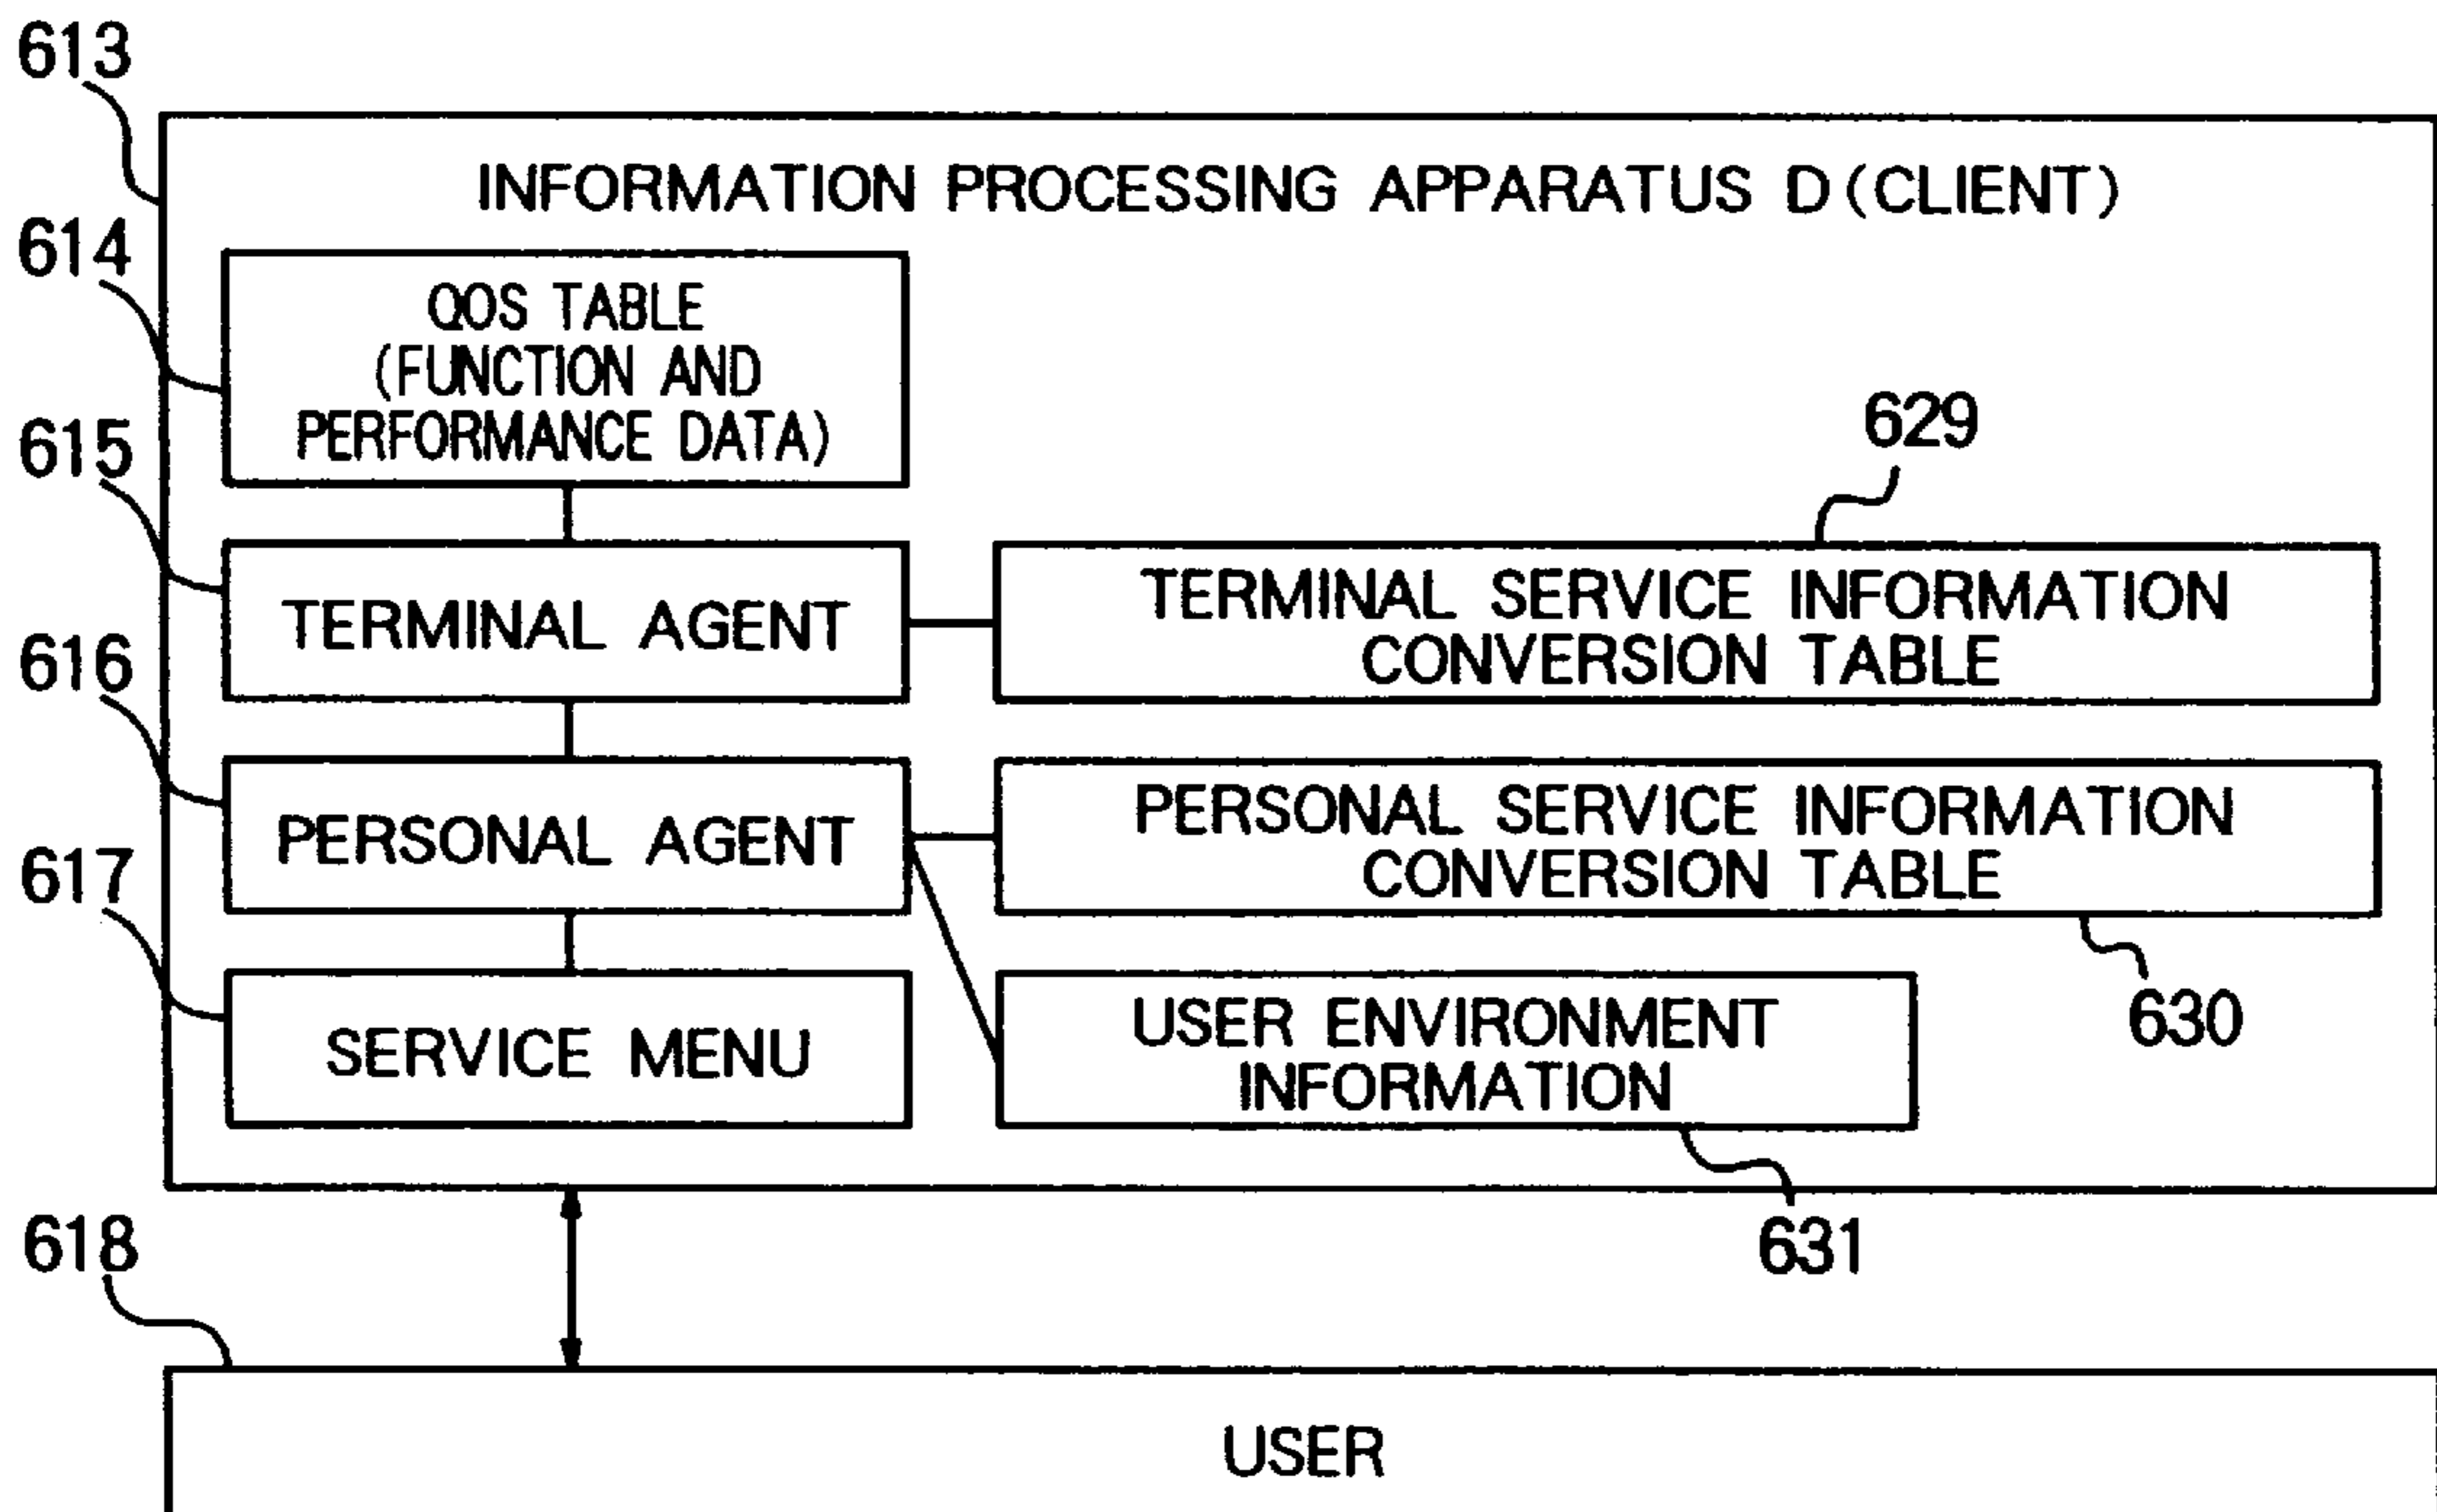 613
INFORMATION PROCESSING APPARATUS D (CLIENT)
614
QOS TABLE
(FUNCTION AND
PERFORMANCE DATA)
615
629
TERMINAL AGENT
TERMINAL SERVICE INFORMATION
CONVERSION TABLE
616
PERSONAL AGENT
PERSONAL SERVICE INFORMATION
CONVERSION TABLE
617
630
SERVICE MENU
USER ENVIRONMENT
INFORMATION
631
618
USER